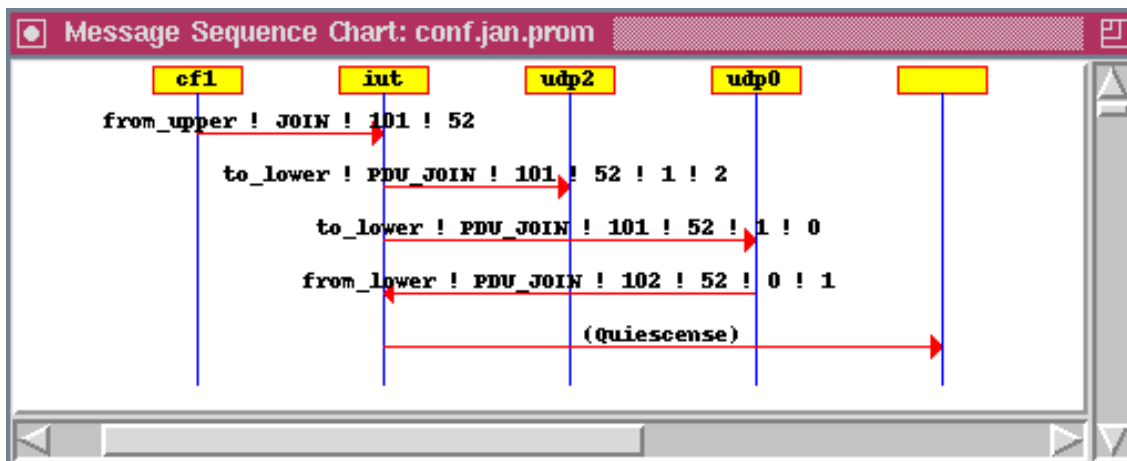 Message Sequence Chart: conf.jan.prom
cf1 iut udp2 udp0
from_upper ! JOIN ! 101 ! 52
to_lower ! PDU_JOIN ! 101 ! 52 ! 1 ! 2
to_lower ! PDU_JOIN ! 101 ! 52 ! 1 ! 0
from_lower ! PDU_JOIN ! 102 ! 52 ! 0 ! 1
(Quiescense)